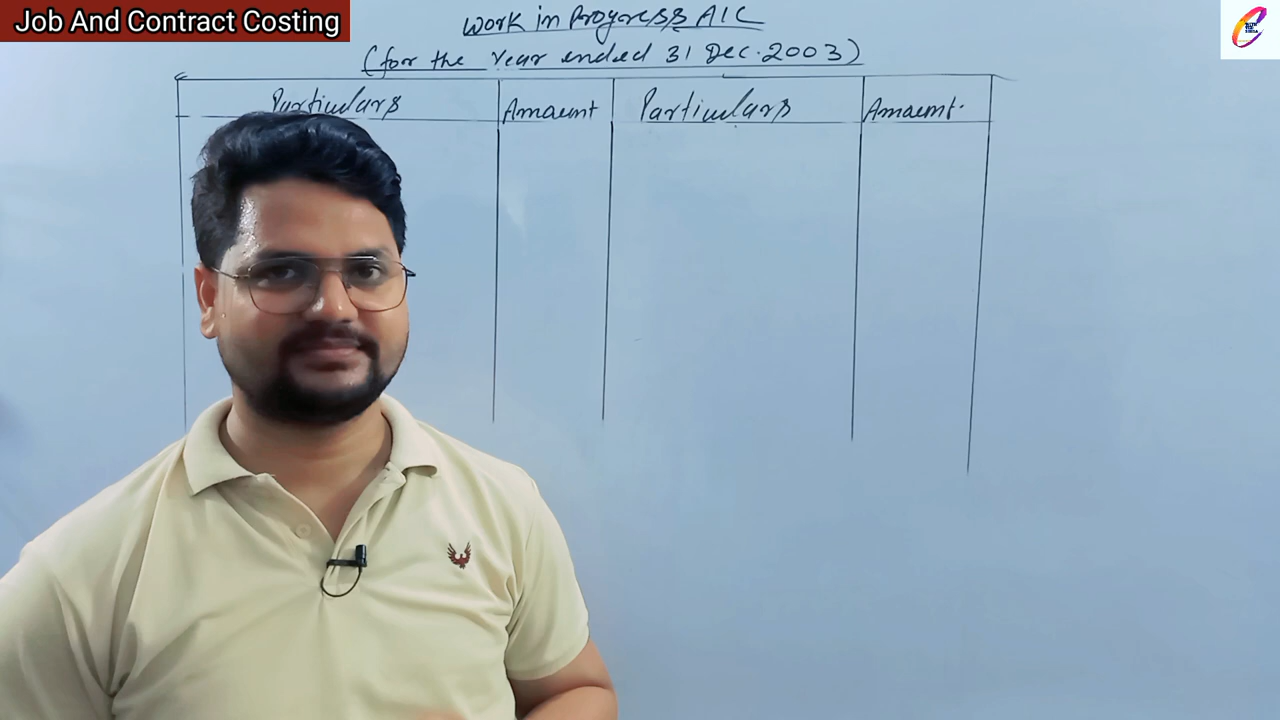 Job And Contract Costing
Work in Progress A/C
(for the Year ended 31 Dec. 2003)
Particulars Amount Particulars Amount